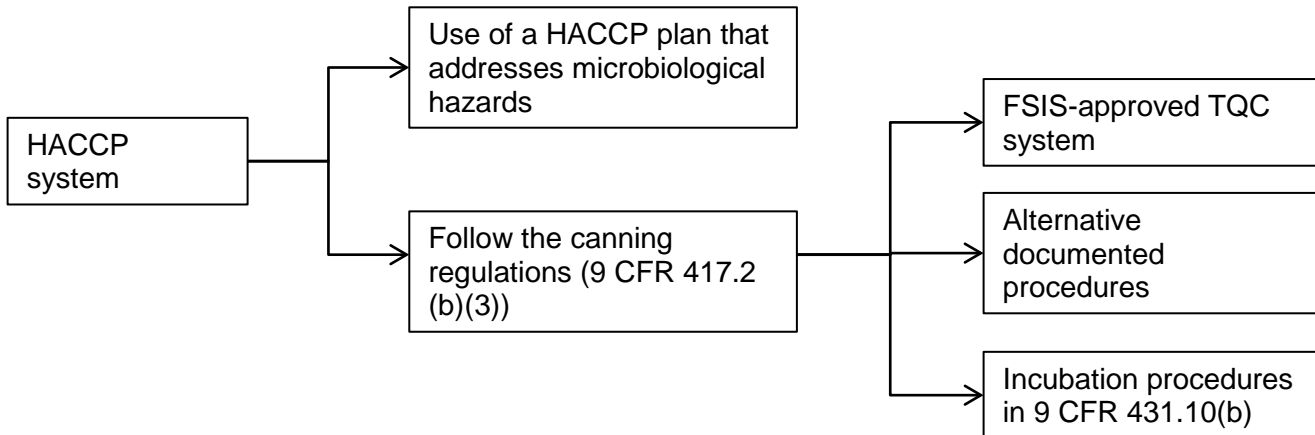 HACCP
system
Use of a HACCP plan that
addresses microbiological
hazards
Follow the canning
regulations (9 CFR 417.2
(b)(3))
FSIS-approved TQC
system
Alternative
documented
procedures
Incubation procedures
in 9 CFR 431.10(b)